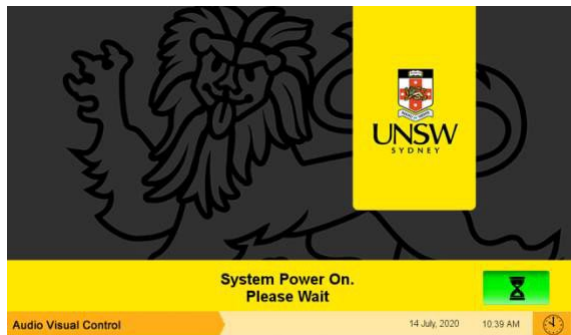 UNSW
SYDNEY
System Power On.
Please Wait
Audio Visual Control
14 July, 2020
10:39 AM